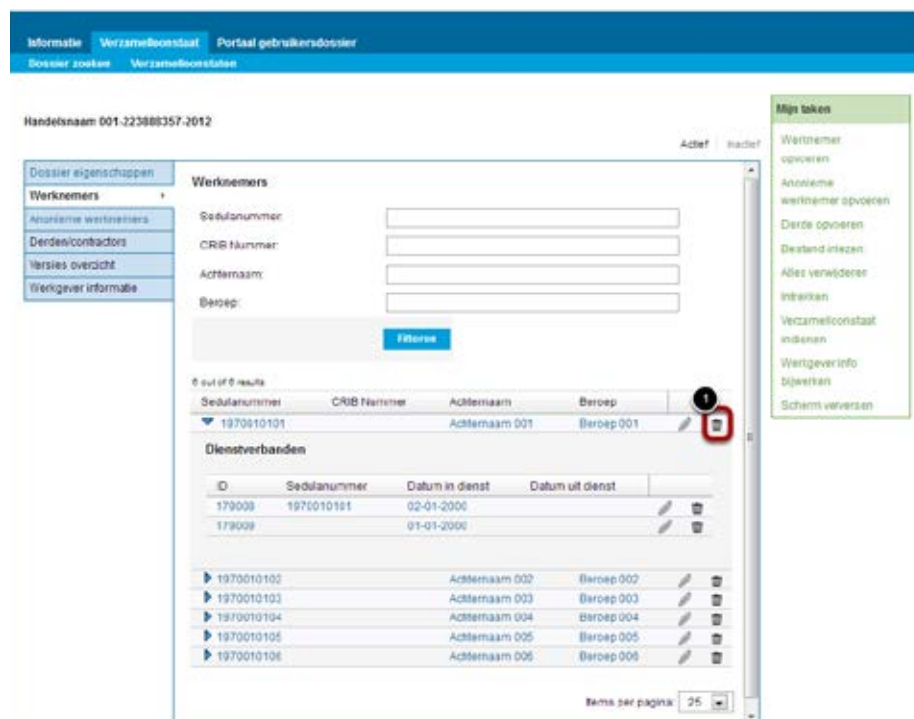 Informatie Verzamelloonstaat Portaal gebruikersdossier
Dossier zoeken Verzamelloonstaten
Handelsnaam 001-223888357-2012
Actief Inactief
Dossier eigenschappen
Werknemers
Anonieme werknemers
Derden/contractors
Versies overzicht
Werkgever informatie
Werknemers
Sedulanummer:
CRIB Nummer:
Achternaam:
Beroep:
Filteren
6 out of 6 results
Sedulanummer CRIB Nummer Achternaam Beroep
1
1970010101 Achternaam 001 Beroep 001
Dienstverbanden
ID Sedulanummer Datum in dienst Datum uit dienst
179008 1970010101 02-01-2000
179009 01-01-2000
1970010102 Achternaam 002 Beroep 002
1970010103 Achternaam 003 Beroep 003
1970010104 Achternaam 004 Beroep 004
1970010105 Achternaam 005 Beroep 005
1970010106 Achternaam 006 Beroep 006
Items per pagina: 25
Mijn taken
Werknemer
opvoeren
Anonieme
werknemer opvoeren
Derde opvoeren
Bestand inlezen
Alles verwijderen
Intrekken
Verzamelloonstaat
indienen
Werkgever info
bijwerken
Scherm verversen